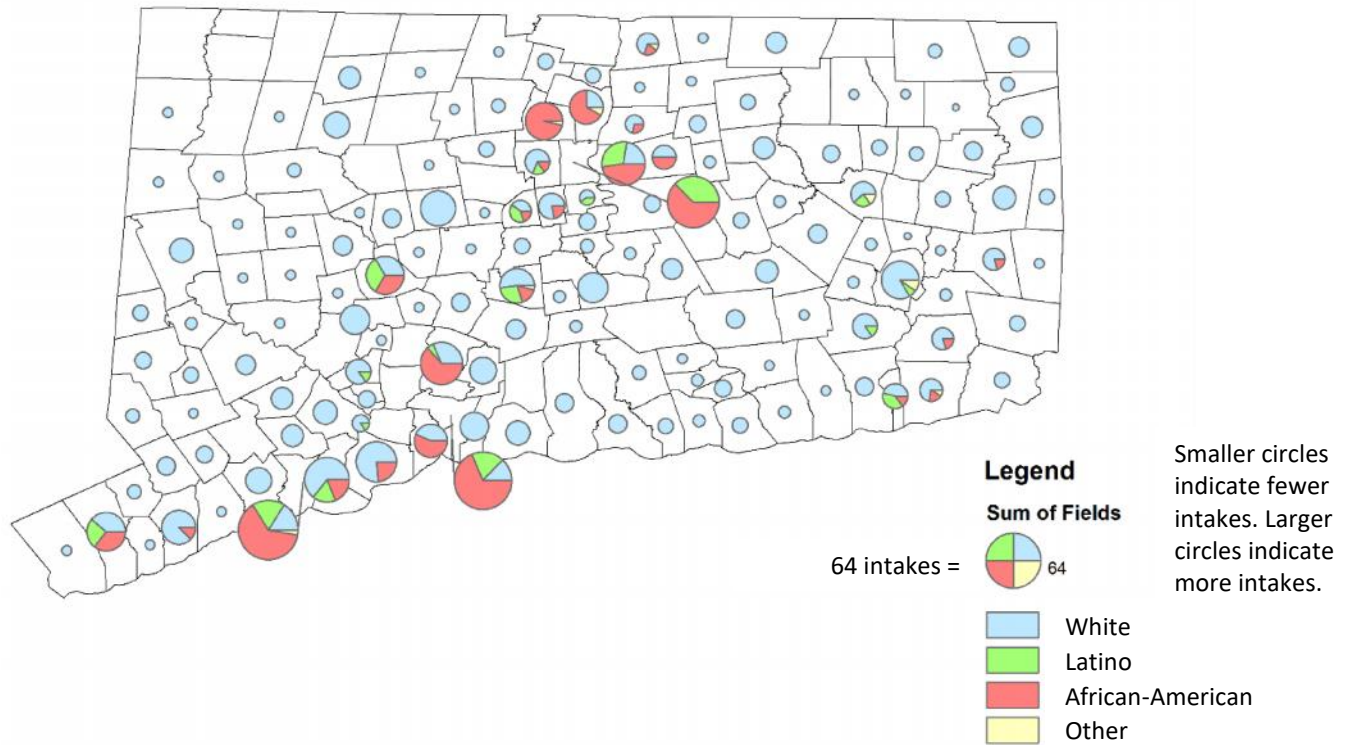 Legend
Sum of Fields
64 intakes =
64
White
Latino
African-American
Other
Smaller circles
indicate fewer
intakes. Larger
circles indicate
more intakes.